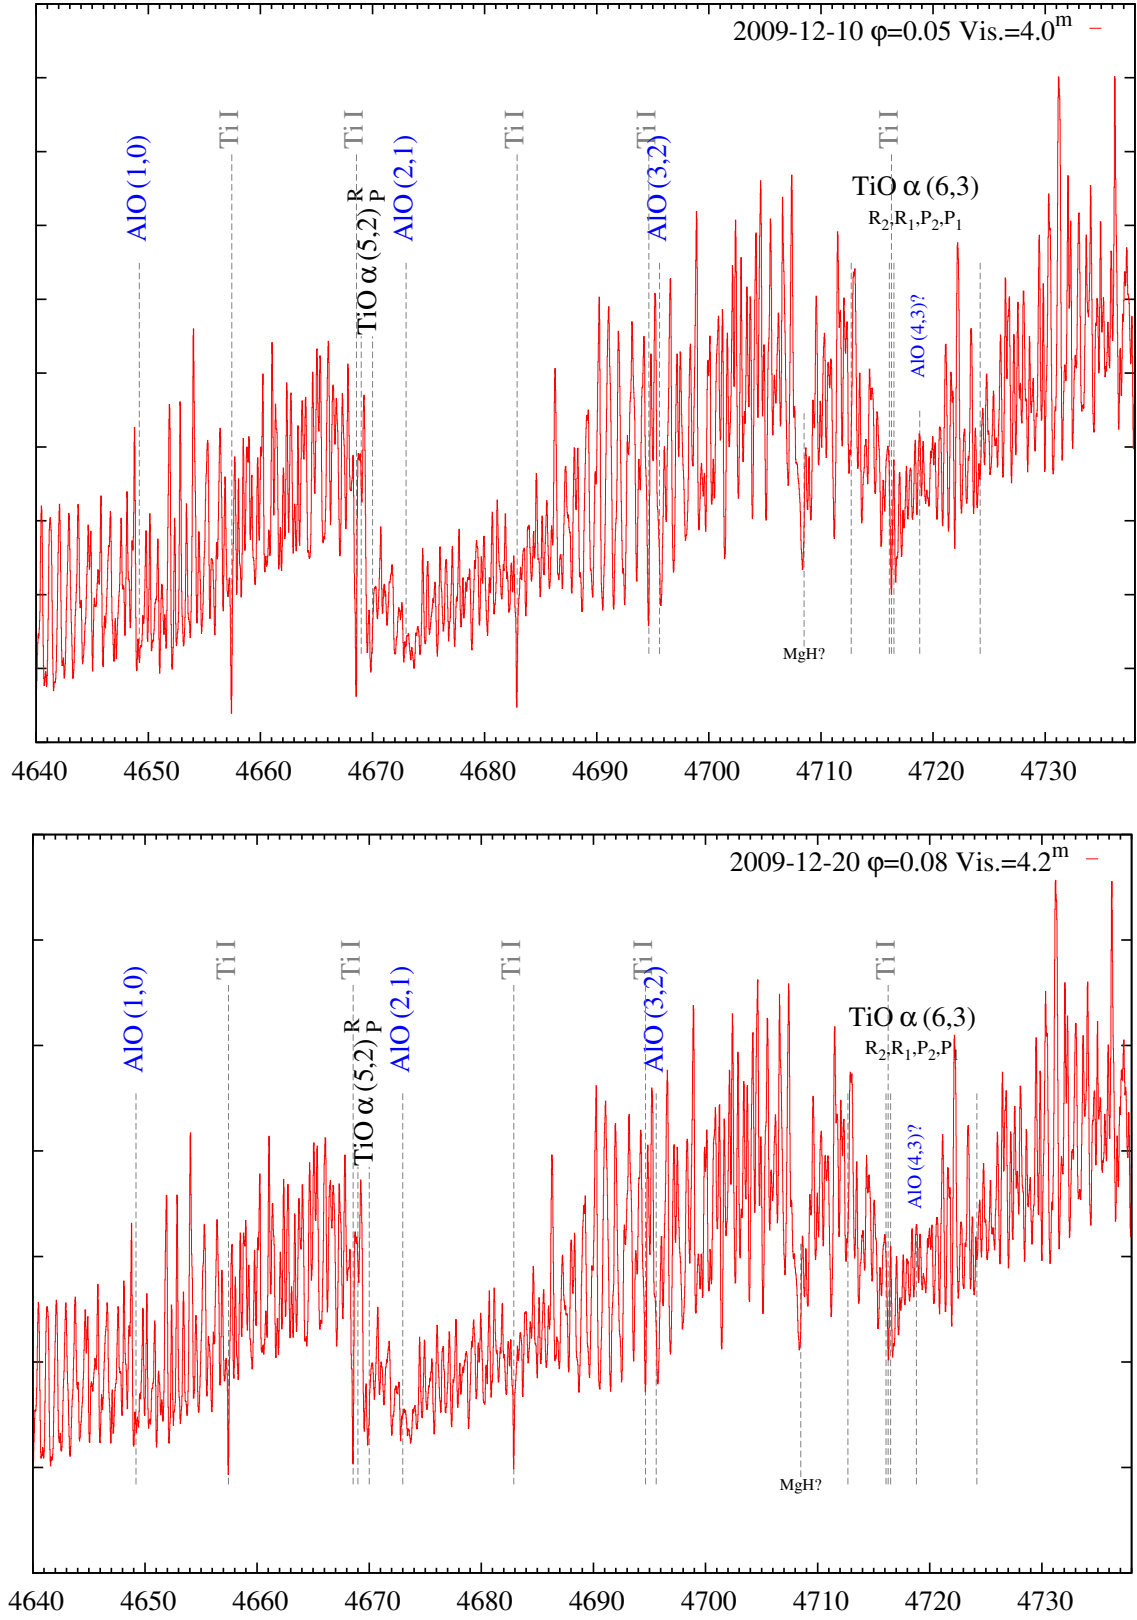 2009-12-10 φ=0.05 Vis.=4.0^m
Ti I
Ti I
Ti I
Ti I
Ti I
AlO (1,0)
TiO α (5,2) R P
AlO (2,1)
AlO (3,2)
TiO α (6,3)
R₂,R₁,P₂,P₁
AlO (4,3)?
MgH?
4640 4650 4660 4670 4680 4690 4700 4710 4720 4730
2009-12-20 φ=0.08 Vis.=4.2^m
Ti I
Ti I
Ti I
Ti I
Ti I
AlO (1,0)
TiO α (5,2) R P
AlO (2,1)
AlO (3,2)
TiO α (6,3)
R₂,R₁,P₂,P₁
AlO (4,3)?
MgH?
4640 4650 4660 4670 4680 4690 4700 4710 4720 4730